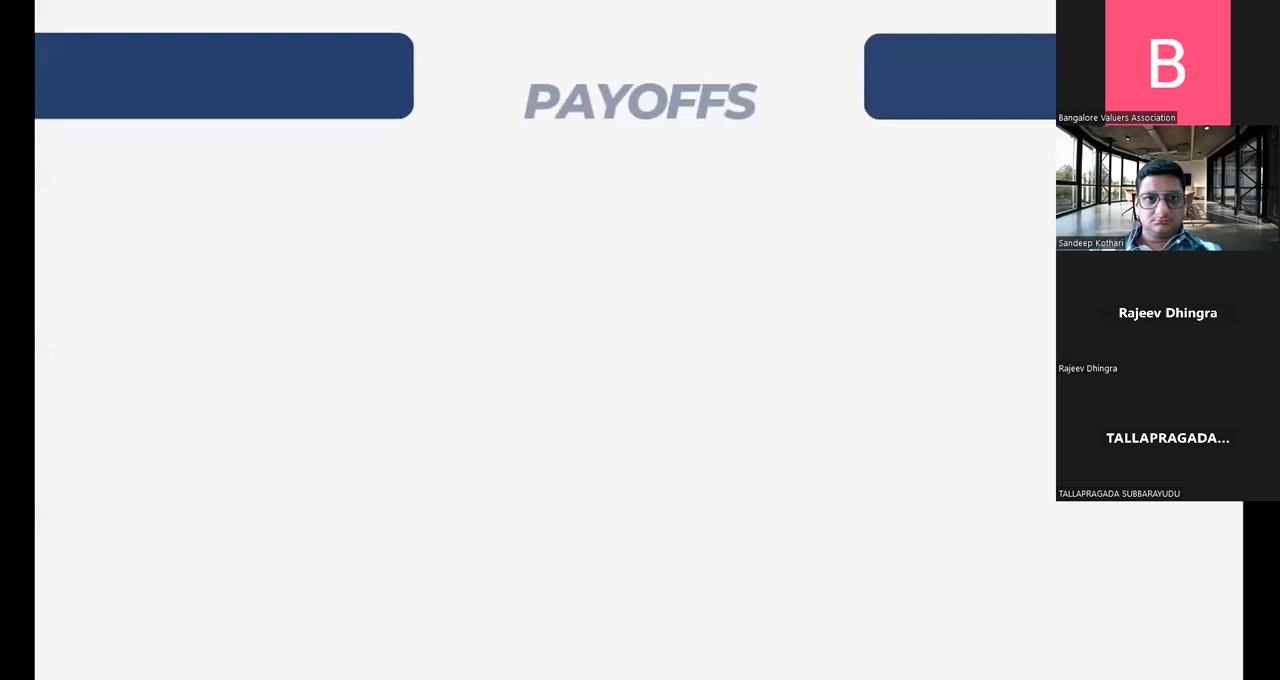 PAYOFFS
B
Bangalore Valuers Association
Sandeep Kothari
Rajeev Dhingra
Rajeev Dhingra
TALLAPRAGADA...
TALLAPRAGADA SUBBARAYUDU